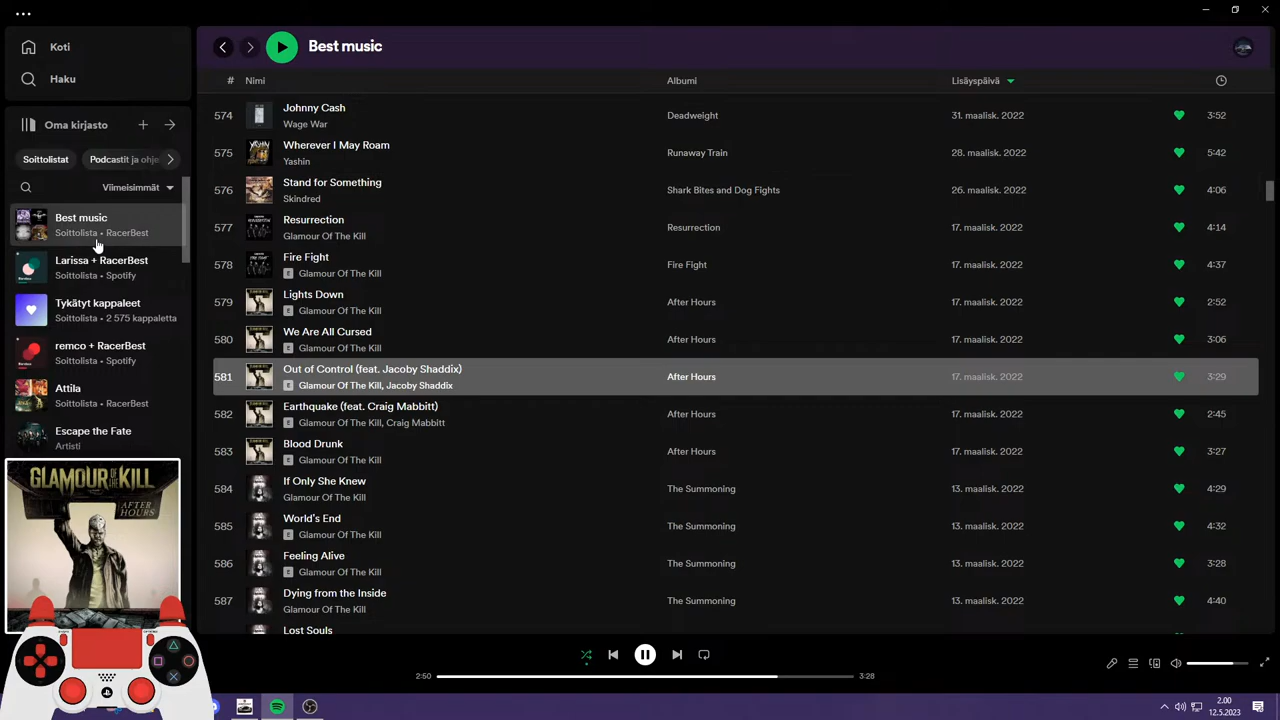 Koti
Haku
Oma kirjasto
Soittolistat
Podcastit ja ohje
Viimeisimmät
Best music
Soittolista • RacerBest
Larissa + RacerBest
Soittolista • Spotify
Tykätyt kappaleet
Soittolista • 2 575 kappaletta
remco + RacerBest
Soittolista • Spotify
Attila
Soittolista • RacerBest
Escape the Fate
Artisti
GLAMOUR OF THE KILL
AFTER HOURS
Best music
# Nimi Albumi Lisäyspäivä
574 Johnny Cash Deadweight 31. maalisk. 2022 3:52
Wage War
575 Wherever I May Roam Runaway Train 28. maalisk. 2022 5:42
Yashin
576 Stand for Something Shark Bites and Dog Fights 26. maalisk. 2022 4:06
Skindred
577 Resurrection Resurrection 17. maalisk. 2022 4:14
Glamour Of The Kill
578 Fire Fight Fire Fight 17. maalisk. 2022 4:37
E Glamour Of The Kill
579 Lights Down After Hours 17. maalisk. 2022 2:52
E Glamour Of The Kill
580 We Are All Cursed After Hours 17. maalisk. 2022 3:06
E Glamour Of The Kill
581 Out of Control (feat. Jacoby Shaddix) After Hours 17. maalisk. 2022 3:29
E Glamour Of The Kill, Jacoby Shaddix
582 Earthquake (feat. Craig Mabbitt) After Hours 17. maalisk. 2022 2:45
E Glamour Of The Kill, Craig Mabbitt
583 Blood Drunk After Hours 17. maalisk. 2022 3:27
E Glamour Of The Kill
584 If Only She Knew The Summoning 13. maalisk. 2022 4:29
Glamour Of The Kill
585 World's End The Summoning 13. maalisk. 2022 4:32
E Glamour Of The Kill
586 Feeling Alive The Summoning 13. maalisk. 2022 3:28
E Glamour Of The Kill
587 Dying from the Inside The Summoning 13. maalisk. 2022 4:40
Glamour Of The Kill
Lost Souls
2:50 3:28
2.00
12.5.2023